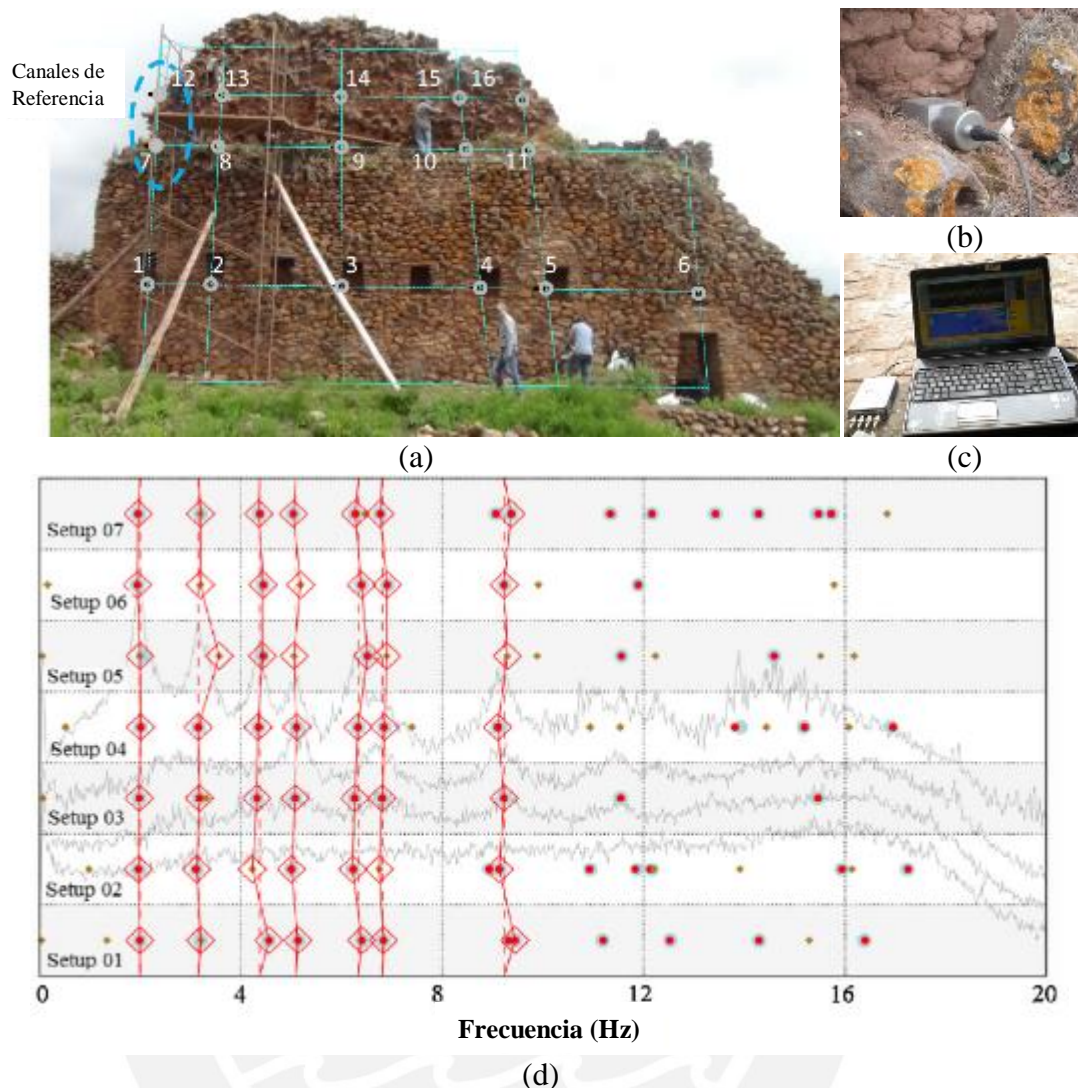 Canales de
Referencia
12 13 14 15 16
7 8 9 10 11
1 2 3 4 5 6
(a)
(b)
(c)
Setup 07
Setup 06
Setup 05
Setup 04
Setup 03
Setup 02
Setup 01
0 4 8 12 16 20
Frecuencia (Hz)
(d)